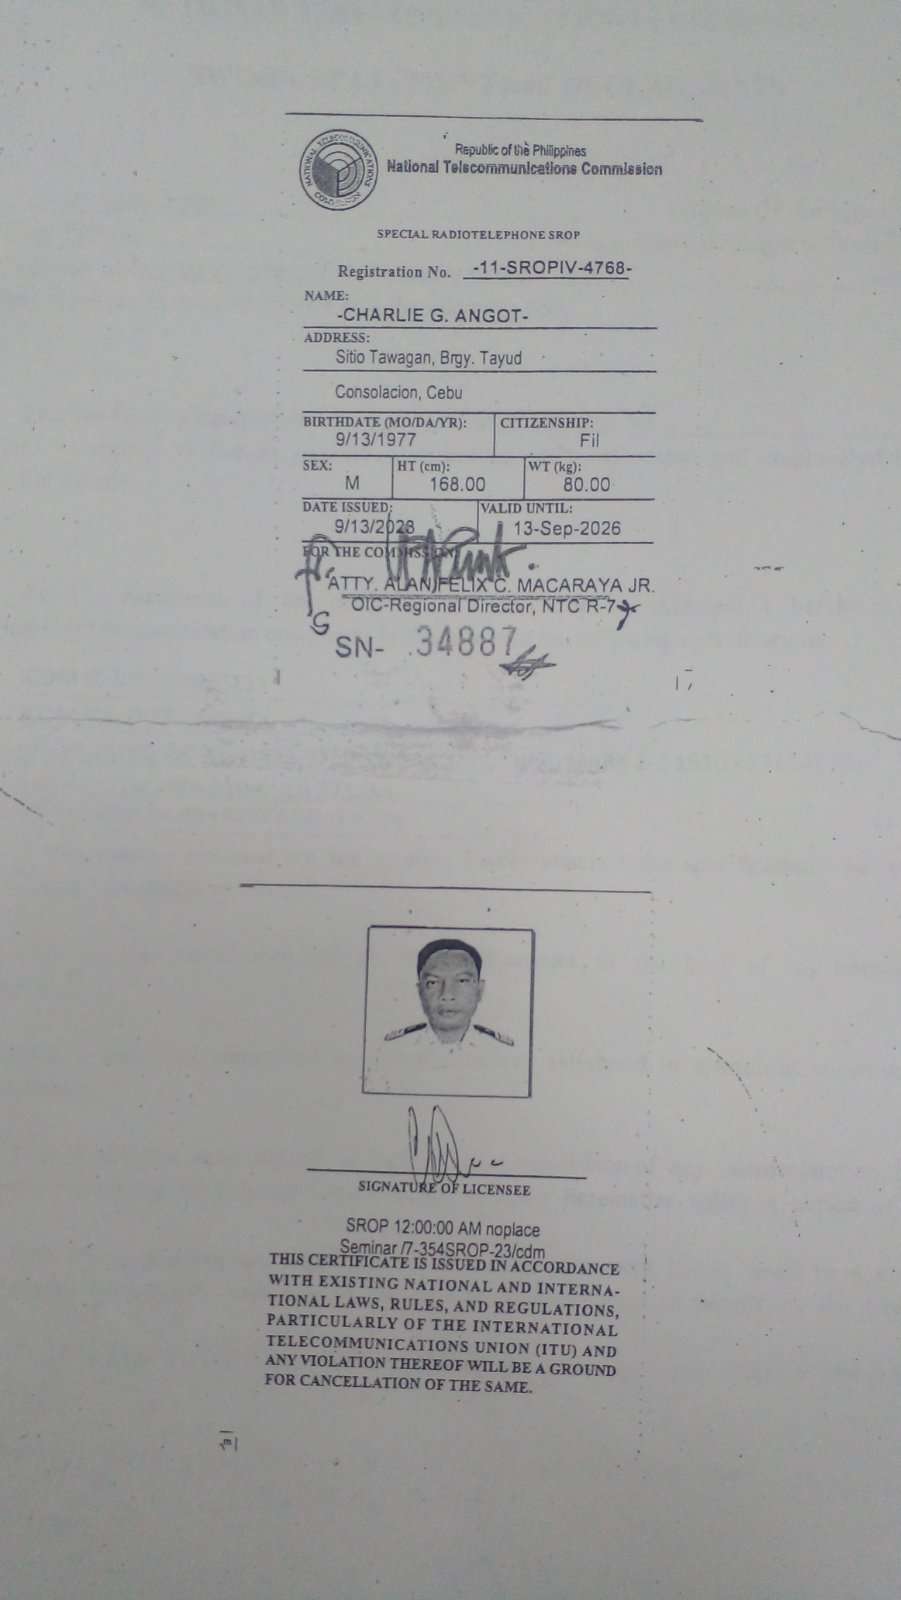 Republic of the Philippines
National Telecommunications Commission
NATIONAL TELECOMMUNICATIONS COMMISSION
SPECIAL RADIOTELEPHONE SROP
Registration No. -11-SROPIV-4768-
NAME:
-CHARLIE G. ANGOT-
ADDRESS:
Sitio Tawagan, Brgy. Tayud
Consolacion, Cebu
BIRTHDATE (MO/DA/YR): CITIZENSHIP:
9/13/1977 Fil
SEX: HT (cm): WT (kg):
M 168.00 80.00
DATE ISSUED: VALID UNTIL:
9/13/2023 13-Sep-2026
FOR THE COMMISSION:
ATTY. ALAN FELIX C. MACARAYA JR.
OIC-Regional Director, NTC R-7
SN- 34887
SIGNATURE OF LICENSEE
SROP 12:00:00 AM noplace
Seminar /7-354SROP-23/cdm
THIS CERTIFICATE IS ISSUED IN ACCORDANCE
WITH EXISTING NATIONAL AND INTERNA-
TIONAL LAWS, RULES, AND REGULATIONS,
PARTICULARLY OF THE INTERNATIONAL
TELECOMMUNICATIONS UNION (ITU) AND
ANY VIOLATION THEREOF WILL BE A GROUND
FOR CANCELLATION OF THE SAME.